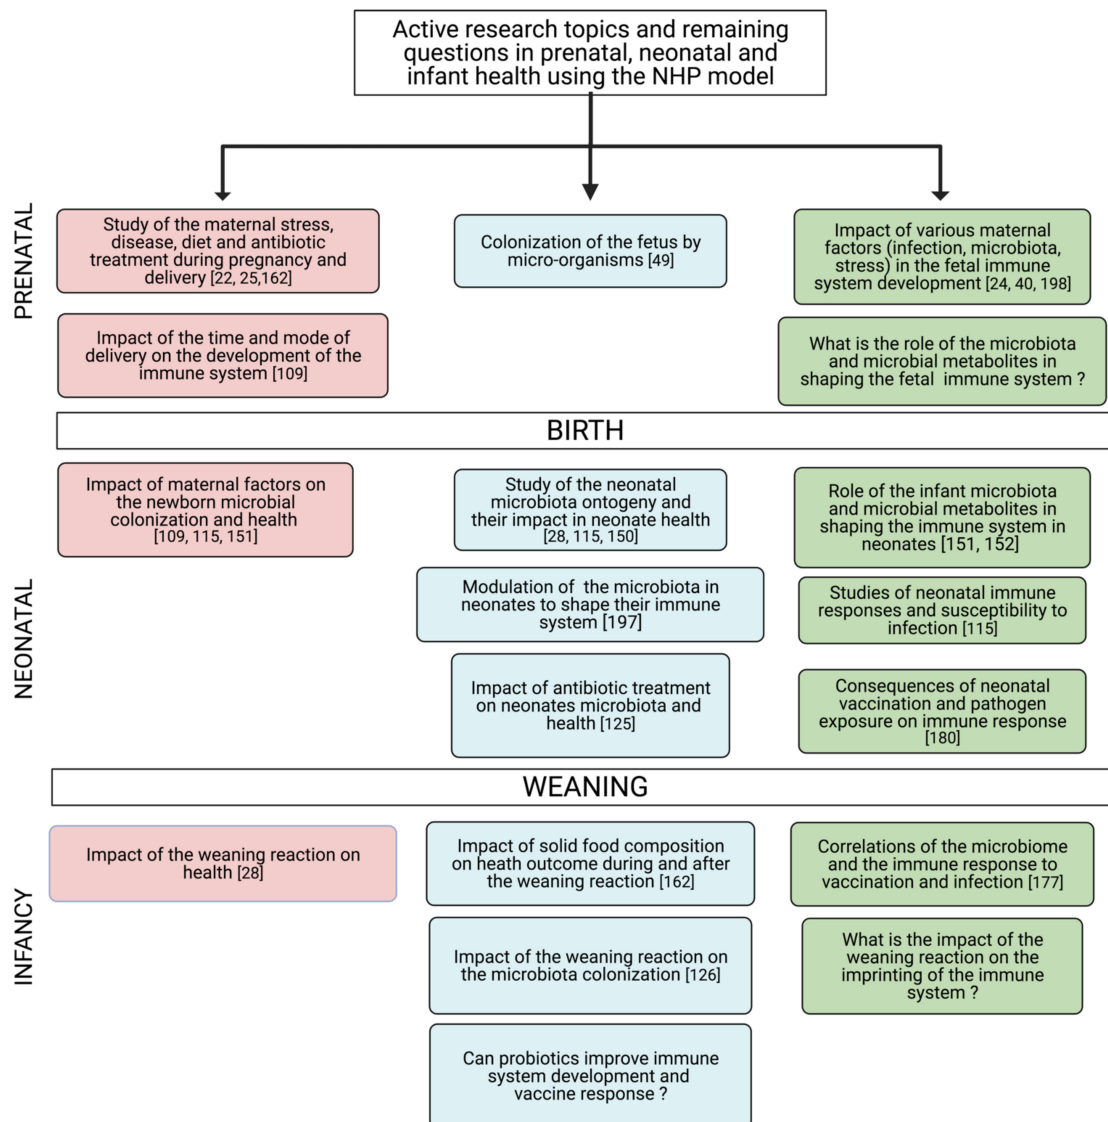 Active research topics and remaining
questions in prenatal, neonatal and
infant health using the NHP model
PRENATAL
Study of the maternal stress,
disease, diet and antibiotic
treatment during pregnancy and
delivery [22, 25,162]
Colonization of the fetus by
micro-organisms [49]
Impact of various maternal
factors (infection, microbiota,
stress) in the fetal immune
system development [24, 40, 198]
Impact of the time and mode of
delivery on the development of the
immune system [109]
What is the role of the microbiota
and microbial metabolites in
shaping the fetal immune system ?
BIRTH
NEONATAL
Impact of maternal factors on
the newborn microbial
colonization and health
[109, 115, 151]
Study of the neonatal
microbiota ontogeny and
their impact in neonate health
[28, 115, 150]
Role of the infant microbiota
and microbial metabolites in
shaping the immune system in
neonates [151, 152]
Modulation of the microbiota in
neonates to shape their immune
system [197]
Studies of neonatal immune
responses and susceptibility to
infection [115]
Impact of antibiotic treatment
on neonates microbiota and
health [125]
Consequences of neonatal
vaccination and pathogen
exposure on immune response
[180]
WEANING
INFANCY
Impact of the weaning reaction on
health [28]
Impact of solid food composition
on heath outcome during and after
the weaning reaction [162]
Correlations of the microbiome
and the immune response to
vaccination and infection [177]
Impact of the weaning reaction on
the microbiota colonization [126]
What is the impact of the
weaning reaction on the
imprinting of the immune
system ?
Can probiotics improve immune
system development and
vaccine response ?